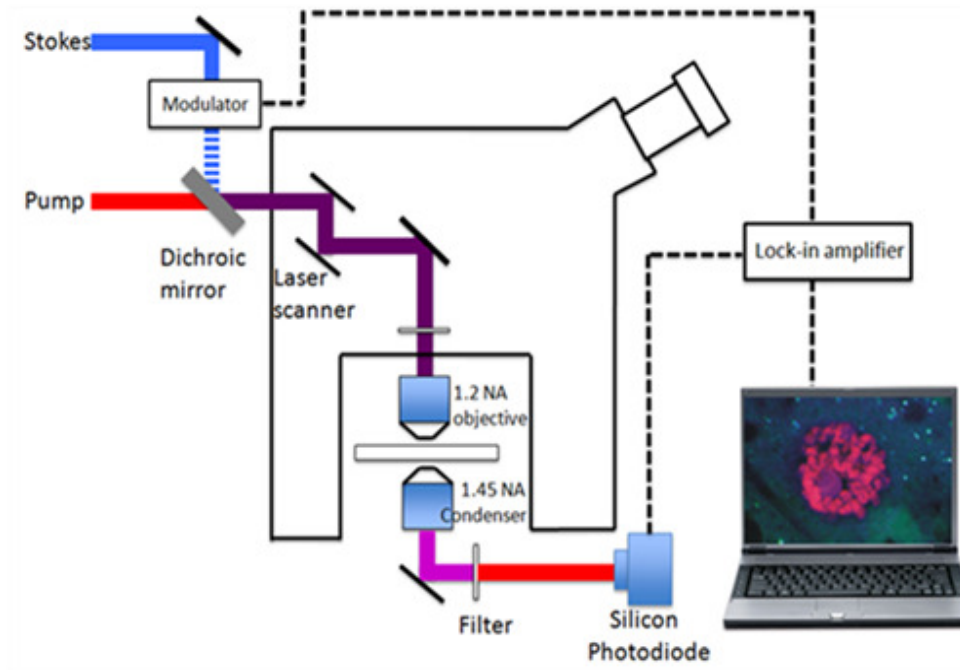 Stokes
Modulator
Pump
Dichroic
mirror
Laser
scanner
Lock-in amplifier
1.2 NA
objective
1.45 NA
Condenser
Filter
Silicon
Photodiode